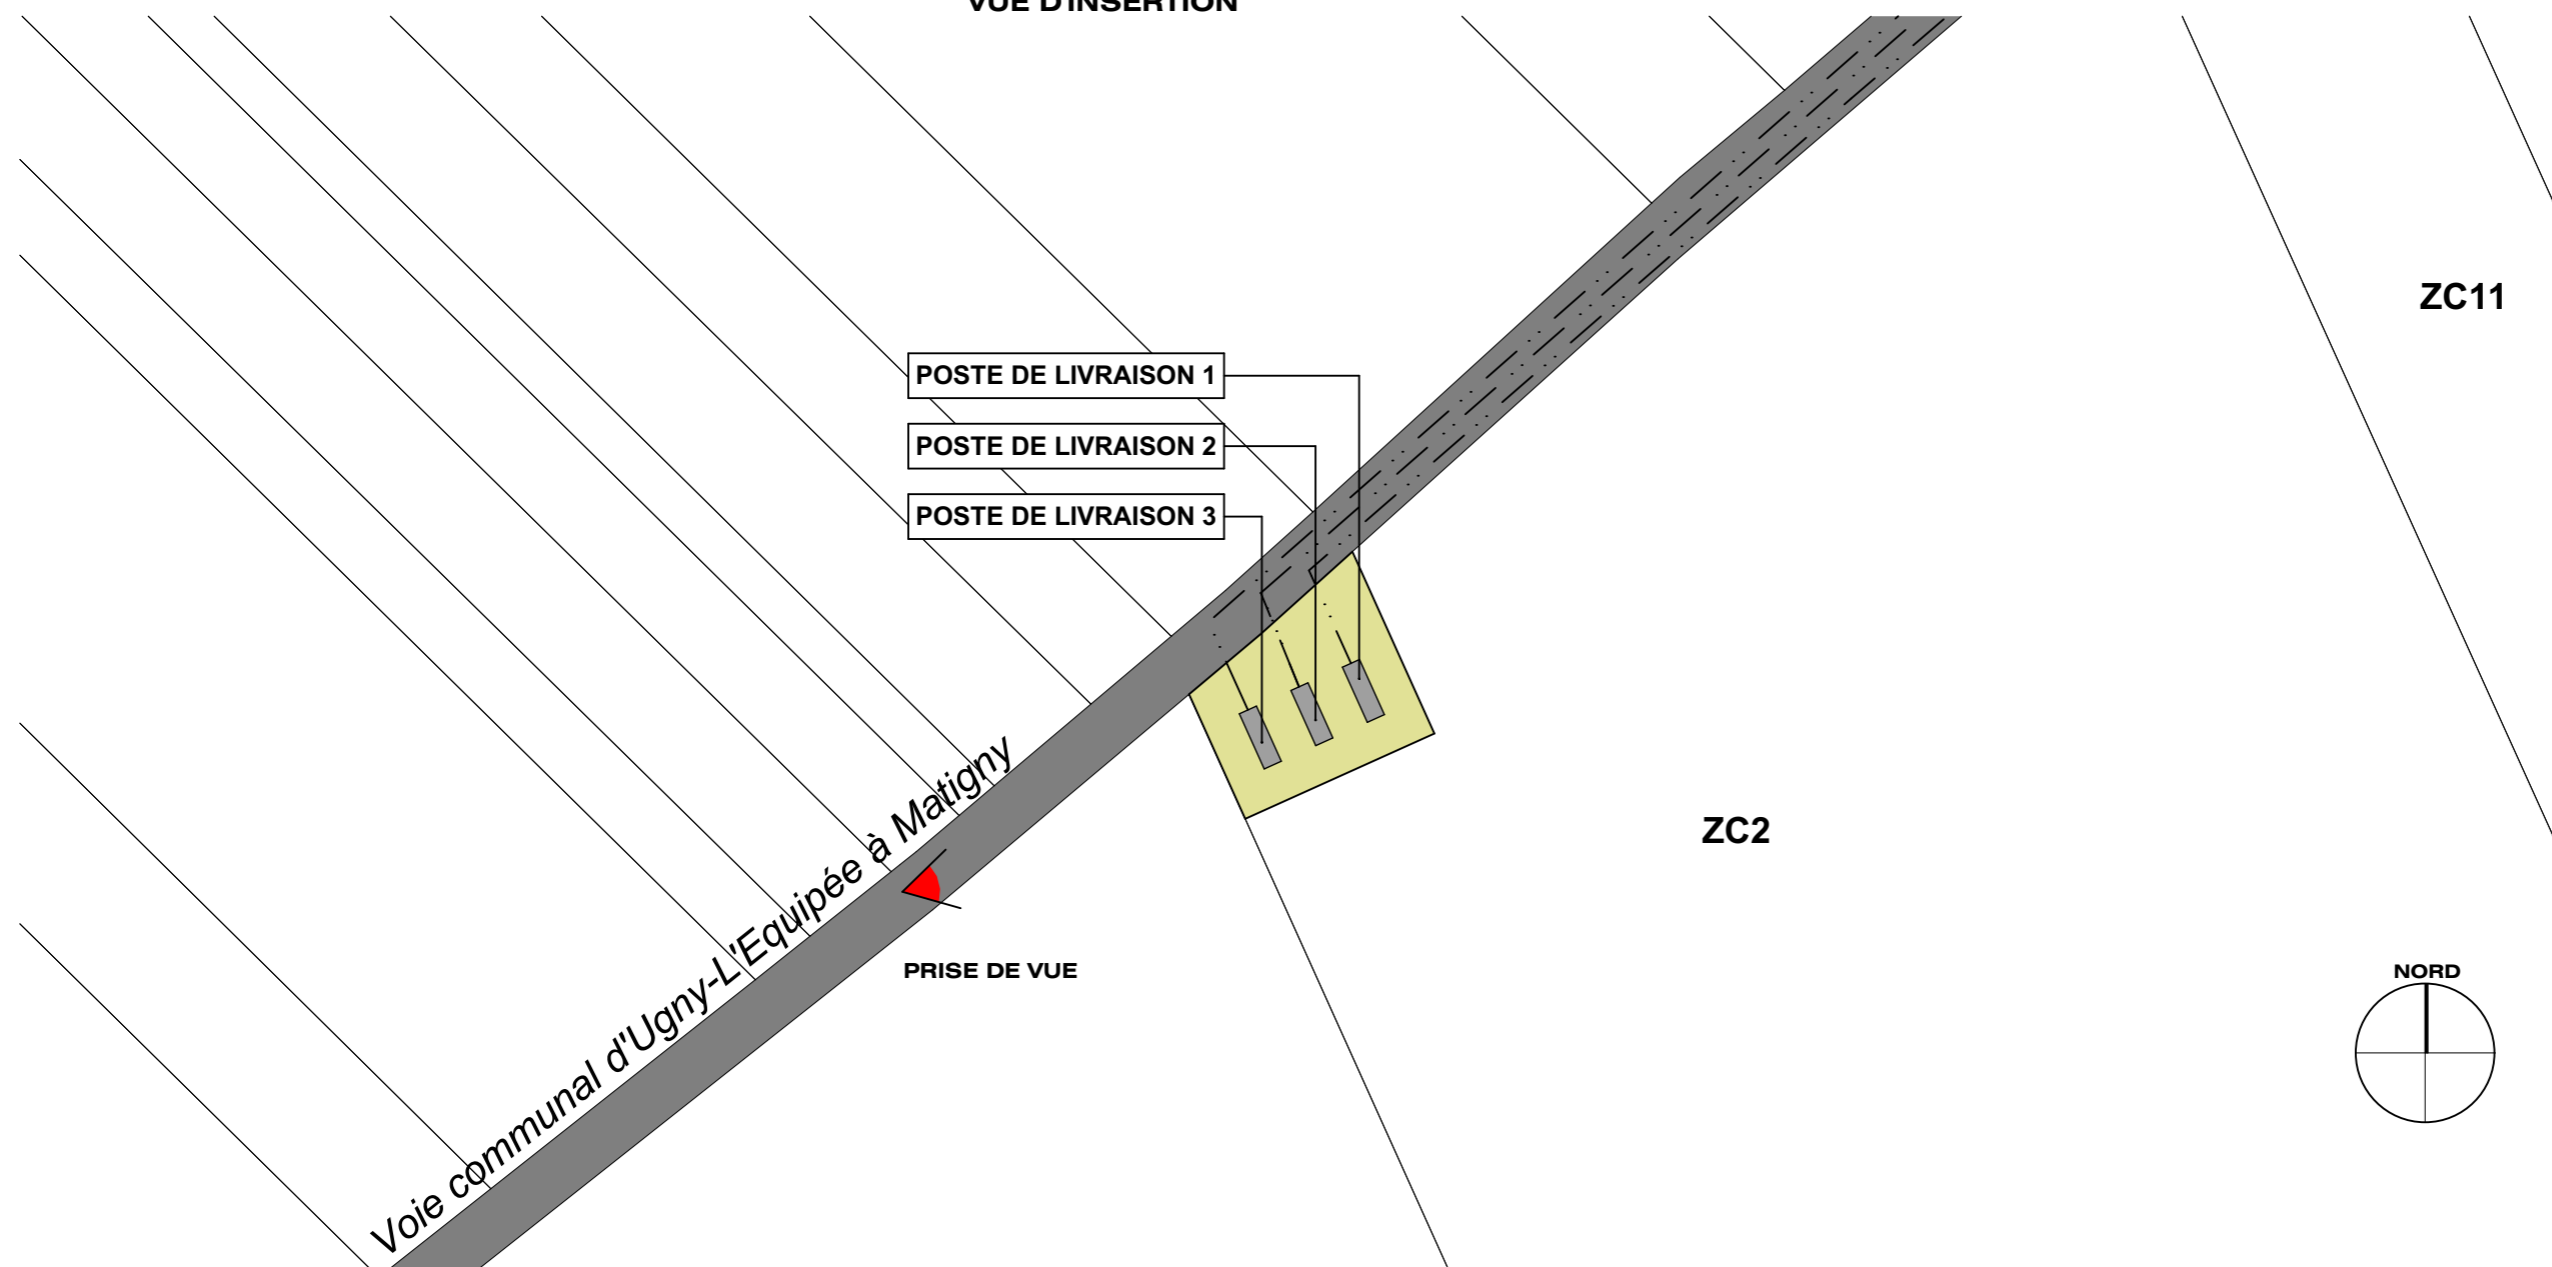 VUE D'INSERTION
ZC11
POSTE DE LIVRAISON 1
POSTE DE LIVRAISON 2
POSTE DE LIVRAISON 3
Voie communal d'Ugny-L'Equipée à Matigny
ZC2
PRISE DE VUE
NORD